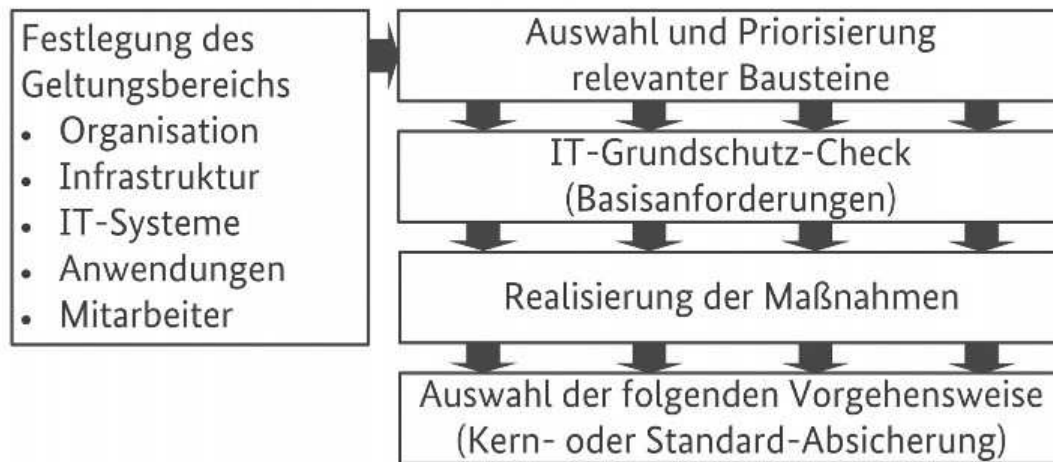 Festlegung des
Geltungsbereichs
• Organisation
• Infrastruktur
• IT-Systeme
• Anwendungen
• Mitarbeiter
Auswahl und Priorisierung
relevanter Bausteine
IT-Grundschutz-Check
(Basisanforderungen)
Realisierung der Maßnahmen
Auswahl der folgenden Vorgehensweise
(Kern- oder Standard-Absicherung)